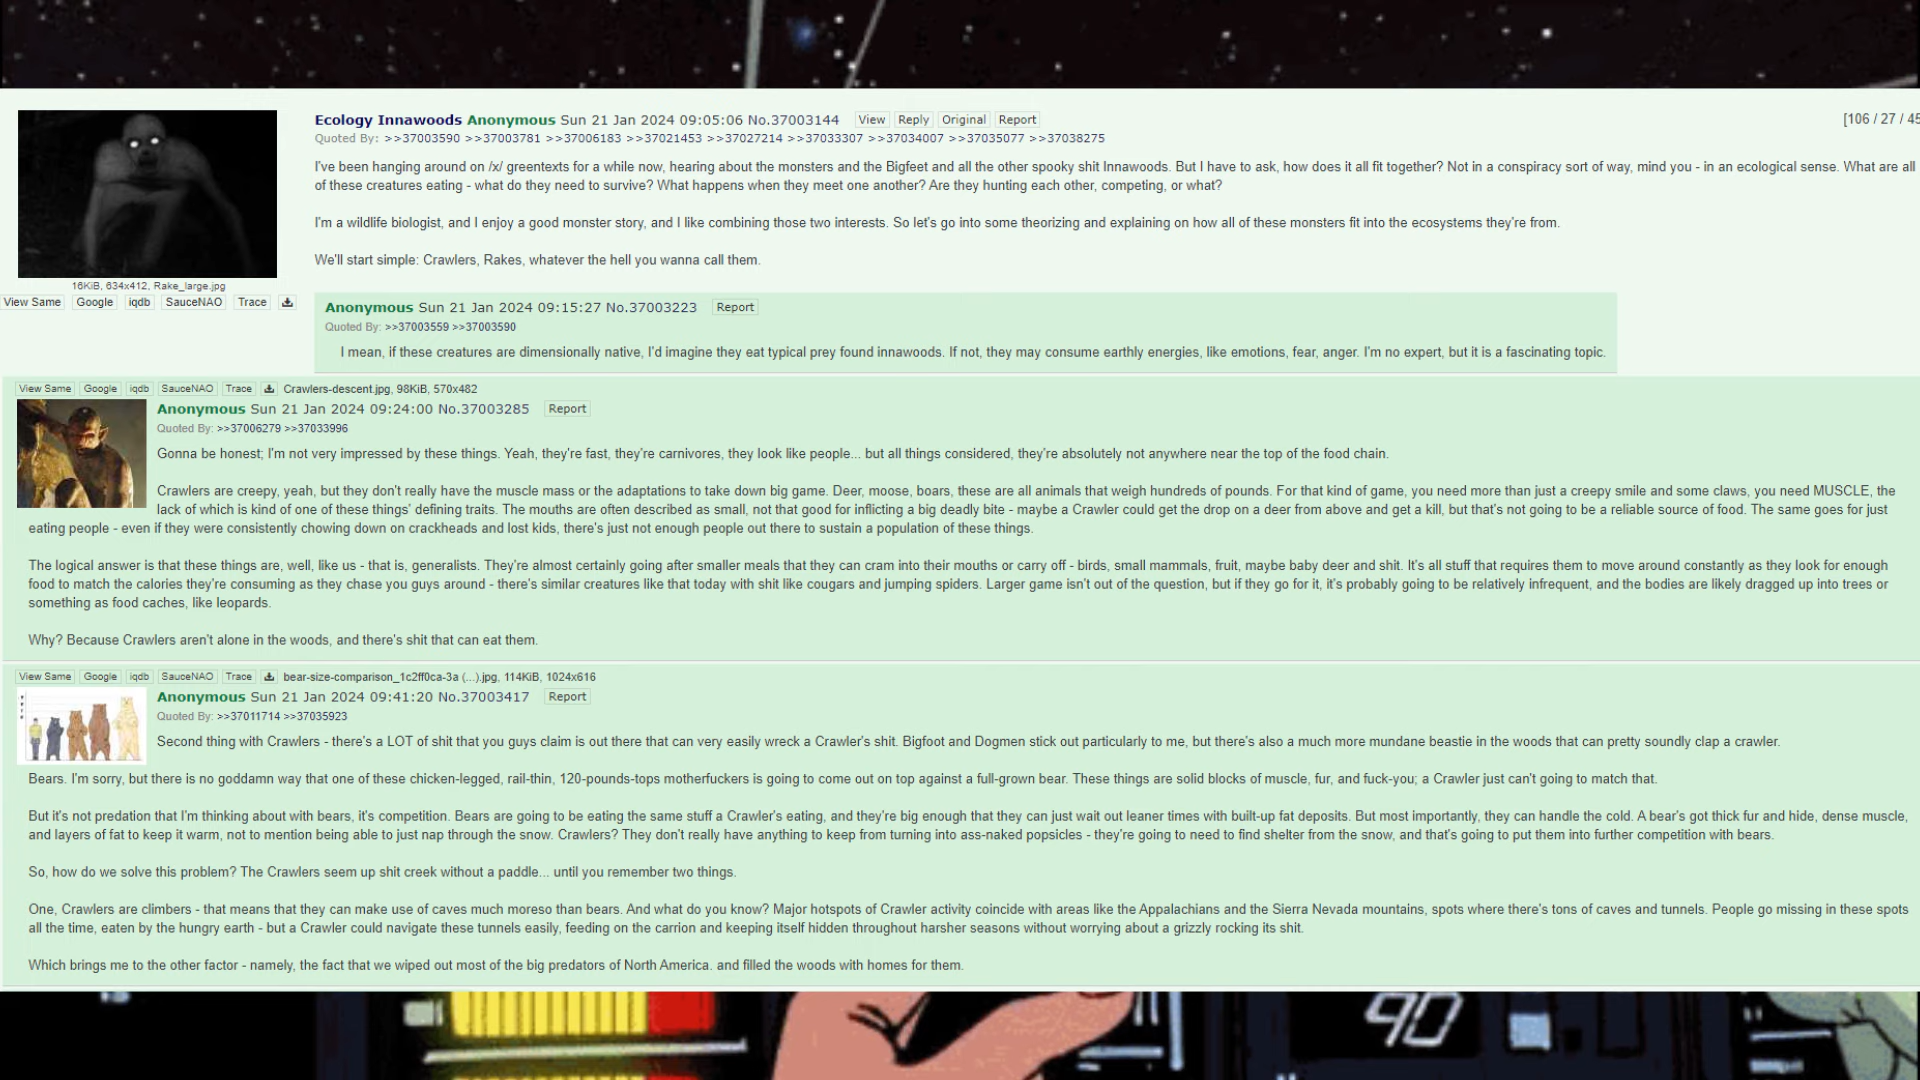 Ecology Innawoods Anonymous Sun 21 Jan 2024 09:05:06 No.37003144 View Reply Original Report
[106 / 27 / 45
Quoted By: >>37003590 >>37003781 >>37006183 >>37021453 >>37027214 >>37033307 >>37034007 >>37035077 >>37038275
I've been hanging around on /x/ greentexts for a while now, hearing about the monsters and the Bigfeet and all the other spooky shit Innawoods. But I have to ask, how does it all fit together? Not in a conspiracy sort of way, mind you - in an ecological sense. What are all
of these creatures eating - what do they need to survive? What happens when they meet one another? Are they hunting each other, competing, or what?
I'm a wildlife biologist, and I enjoy a good monster story, and I like combining those two interests. So let's go into some theorizing and explaining on how all of these monsters fit into the ecosystems they're from.
We'll start simple: Crawlers, Rakes, whatever the hell you wanna call them.
16KiB, 634x412, Rake_large.jpg
View Same Google iqdb SauceNAO Trace
Anonymous Sun 21 Jan 2024 09:15:27 No.37003223 Report
Quoted By: >>37003559 >>37003590
I mean, if these creatures are dimensionally native, I'd imagine they eat typical prey found innawoods. If not, they may consume earthly energies, like emotions, fear, anger. I'm no expert, but it is a fascinating topic.
View Same Google iqdb SauceNAO Trace Crawlers-descent.jpg, 98KiB, 570x482
Anonymous Sun 21 Jan 2024 09:24:00 No.37003285 Report
Quoted By: >>37006279 >>37033996
Gonna be honest; I'm not very impressed by these things. Yeah, they're fast, they're carnivores, they look like people... but all things considered, they're absolutely not anywhere near the top of the food chain.
Crawlers are creepy, yeah, but they don't really have the muscle mass or the adaptations to take down big game. Deer, moose, boars, these are all animals that weigh hundreds of pounds. For that kind of game, you need more than just a creepy smile and some claws, you need MUSCLE, the
lack of which is kind of one of these things' defining traits. The mouths are often described as small, not that good for inflicting a big deadly bite - maybe a Crawler could get the drop on a deer from above and get a kill, but that's not going to be a reliable source of food. The same goes for just
eating people - even if they were consistently chowing down on crackheads and lost kids, there's just not enough people out there to sustain a population of these things.
The logical answer is that these things are, well, like us - that is, generalists. They're almost certainly going after smaller meals that they can cram into their mouths or carry off - birds, small mammals, fruit, maybe baby deer and shit. It's all stuff that requires them to move around constantly as they look for enough
food to match the calories they're consuming as they chase you guys around - there's similar creatures like that today with shit like cougars and jumping spiders. Larger game isn't out of the question, but if they go for it, it's probably going to be relatively infrequent, and the bodies are likely dragged up into trees or
something as food caches, like leopards.
Why? Because Crawlers aren't alone in the woods, and there's shit that can eat them.
View Same Google iqdb SauceNAO Trace bear-size-comparison_1c2ff0ca-3a (...).jpg, 114KiB, 1024x616
Anonymous Sun 21 Jan 2024 09:41:20 No.37003417 Report
Quoted By: >>37011714 >>37035923
Second thing with Crawlers - there's a LOT of shit that you guys claim is out there that can very easily wreck a Crawler's shit. Bigfoot and Dogmen stick out particularly to me, but there's also a much more mundane beastie in the woods that can pretty soundly clap a crawler.
Bears. I'm sorry, but there is no goddamn way that one of these chicken-legged, rail-thin, 120-pounds-tops motherfuckers is going to come out on top against a full-grown bear. These things are solid blocks of muscle, fur, and fuck-you; a Crawler just can't going to match that.
But it's not predation that I'm thinking about with bears, it's competition. Bears are going to be eating the same stuff a Crawler's eating, and they're big enough that they can just wait out leaner times with built-up fat deposits. But most importantly, they can handle the cold. A bear's got thick fur and hide, dense muscle,
and layers of fat to keep it warm, not to mention being able to just nap through the snow. Crawlers? They don't really have anything to keep from turning into ass-naked popsicles - they're going to need to find shelter from the snow, and that's going to put them into further competition with bears.
So, how do we solve this problem? The Crawlers seem up shit creek without a paddle... until you remember two things.
One, Crawlers are climbers - that means that they can make use of caves much moreso than bears. And what do you know? Major hotspots of Crawler activity coincide with areas like the Appalachians and the Sierra Nevada mountains, spots where there's tons of caves and tunnels. People go missing in these spots
all the time, eaten by the hungry earth - but a Crawler could navigate these tunnels easily, feeding on the carrion and keeping itself hidden throughout harsher seasons without worrying about a grizzly rocking its shit.
Which brings me to the other factor - namely, the fact that we wiped out most of the big predators of North America. and filled the woods with homes for them.
90